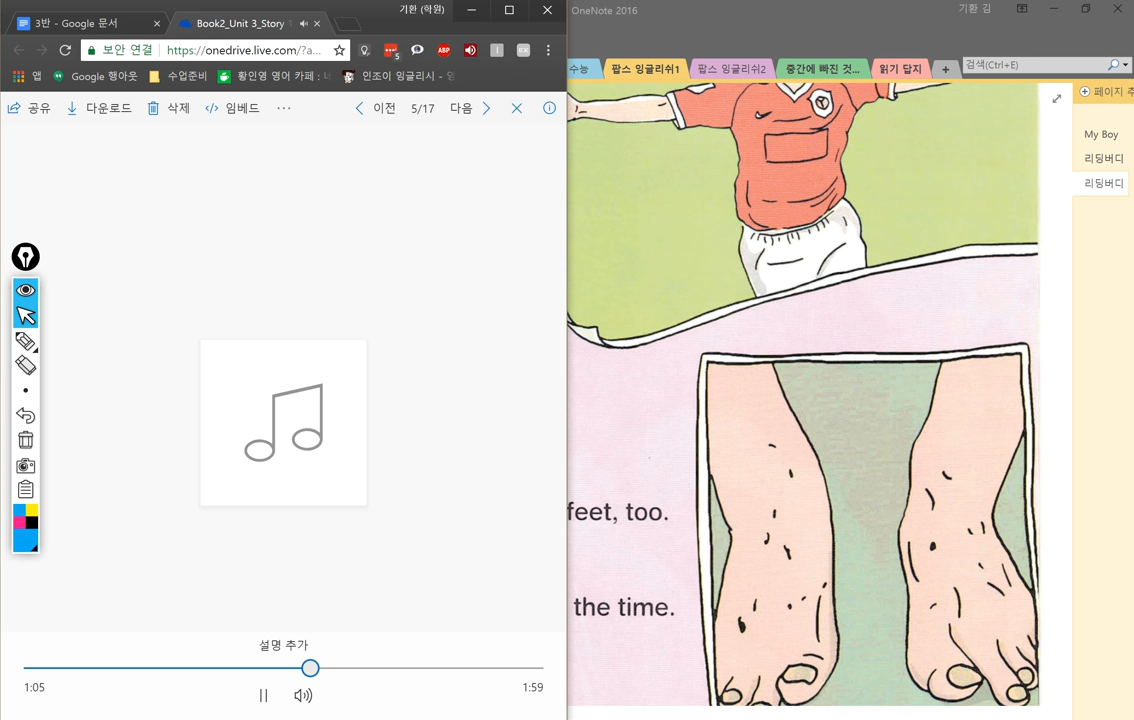 기환 (학원)
3반 - Google 문서
Book2_Unit 3_Story
보안 연결
https://onedrive.live.com/?a...
5
ABP
앱
Google 행아웃
수업준비
황인영 영어 카페 : 네
인조이 잉글리시 - 영
공유
다운로드
삭제
임베드
...
이전
5/17
다음
설명 추가
1:05
1:59
OneNote 2016
기환 김
수능
팝스 잉글리쉬1
팝스 잉글리쉬2
중간에 빠진 것...
읽기 답지
+
검색(Ctrl+E)
페이지 추
My Boy
리딩버디
리딩버디
feet, too.
the time.